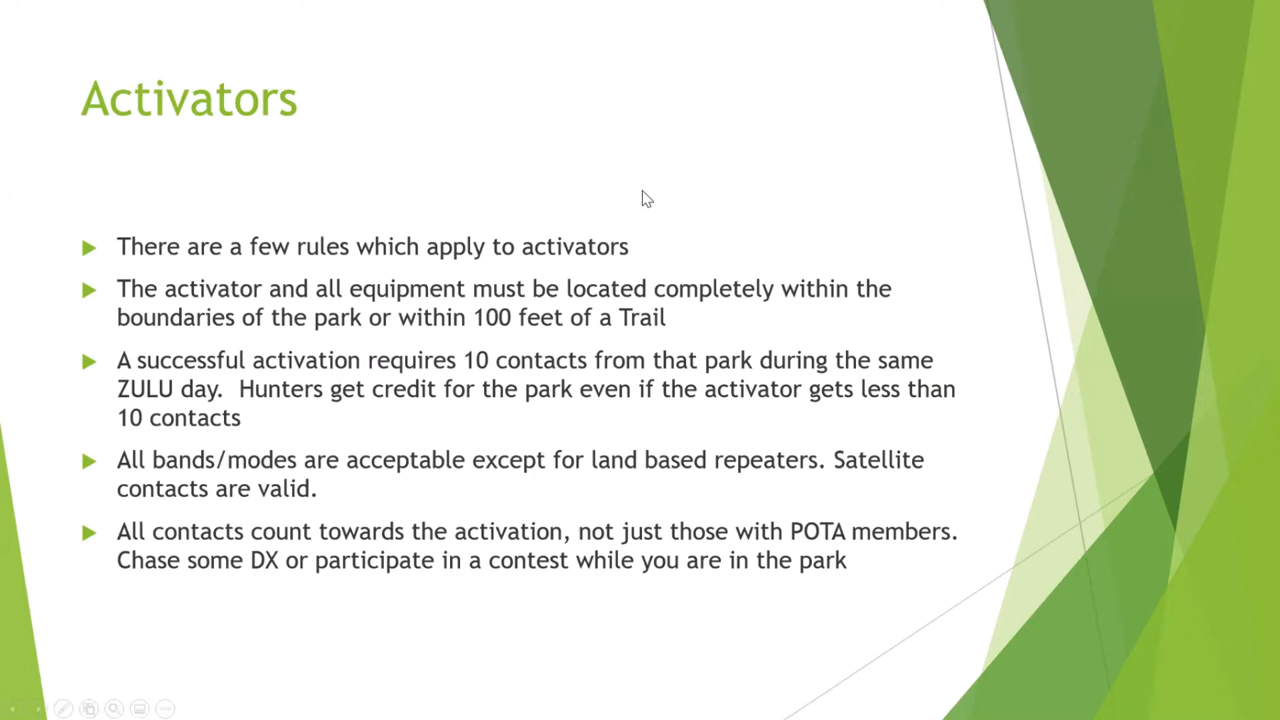 Activators
There are a few rules which apply to activators
The activator and all equipment must be located completely within the
boundaries of the park or within 100 feet of a Trail
A successful activation requires 10 contacts from that park during the same
ZULU day.  Hunters get credit for the park even if the activator gets less than
10 contacts
All bands/modes are acceptable except for land based repeaters. Satellite
contacts are valid.
All contacts count towards the activation, not just those with POTA members.
Chase some DX or participate in a contest while you are in the park